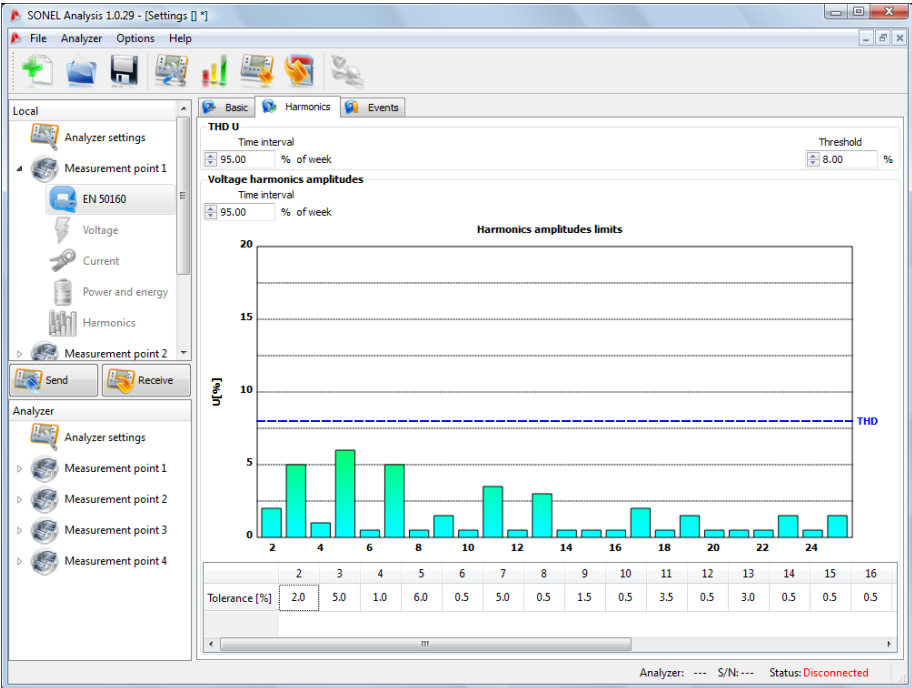 SONEL Analysis 1.0.29 - [Settings [] *]
File Analyzer Options Help
Local
Analyzer settings
Measurement point 1
EN 50160
Voltage
Current
Power and energy
Harmonics
Measurement point 2
Send Receive
Analyzer
Analyzer settings
Measurement point 1
Measurement point 2
Measurement point 3
Measurement point 4
Basic Harmonics Events
THD U
Time interval Threshold
95.00 % of week 8.00 %
Voltage harmonics amplitudes
Time interval
95.00 % of week
Harmonics amplitudes limits
20
15
10
5
0
U[%]
THD
2 4 6 8 10 12 14 16 18 20 22 24
2 3 4 5 6 7 8 9 10 11 12 13 14 15 16
Tolerance [%] 2.0 5.0 1.0 6.0 0.5 5.0 0.5 1.5 0.5 3.5 0.5 3.0 0.5 0.5 0.5
Analyzer: --- S/N: --- Status: Disconnected